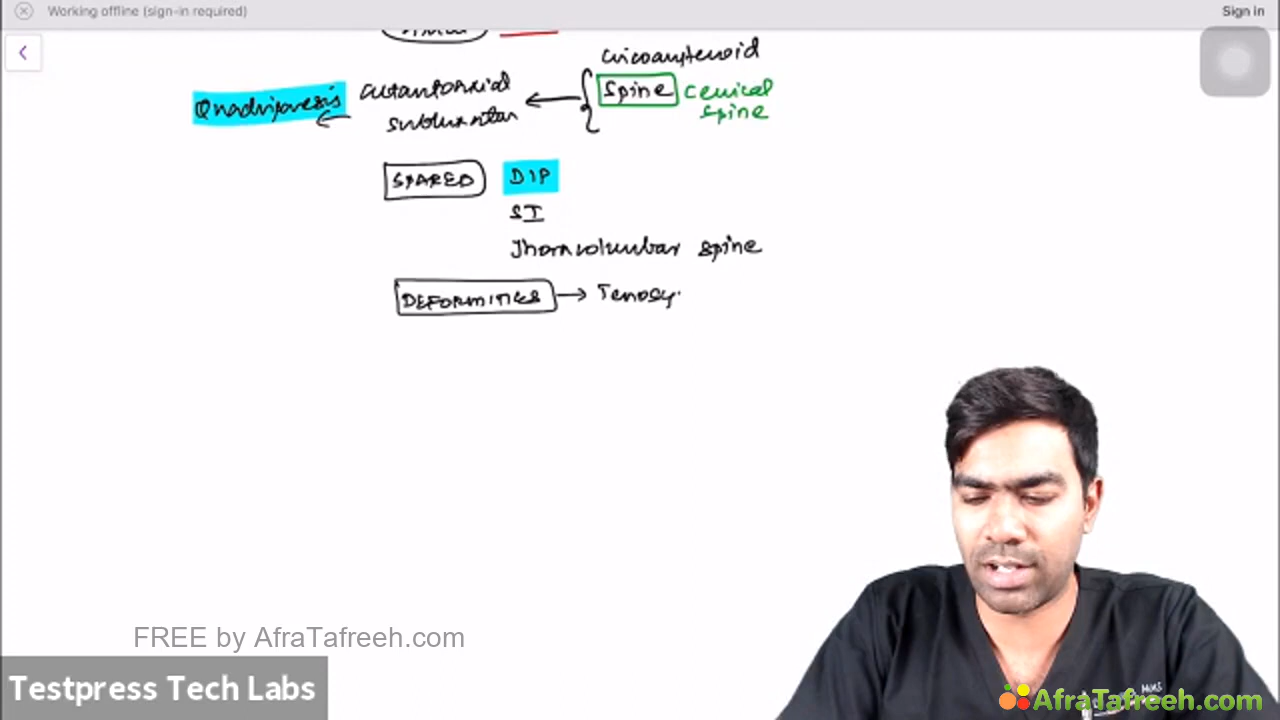 Working offline (sign-in required)
Sign in
cricoarytenoid
Quadriparesis
atlantoaxial
subluxation
Spine
Cervical
spine
SPARED
DIP
SI
Thoracolumbar spine
DEFORMITIES → Tenosy
FREE by AfraTafreeh.com
Testpress Tech Labs
AfraTafreeh.com